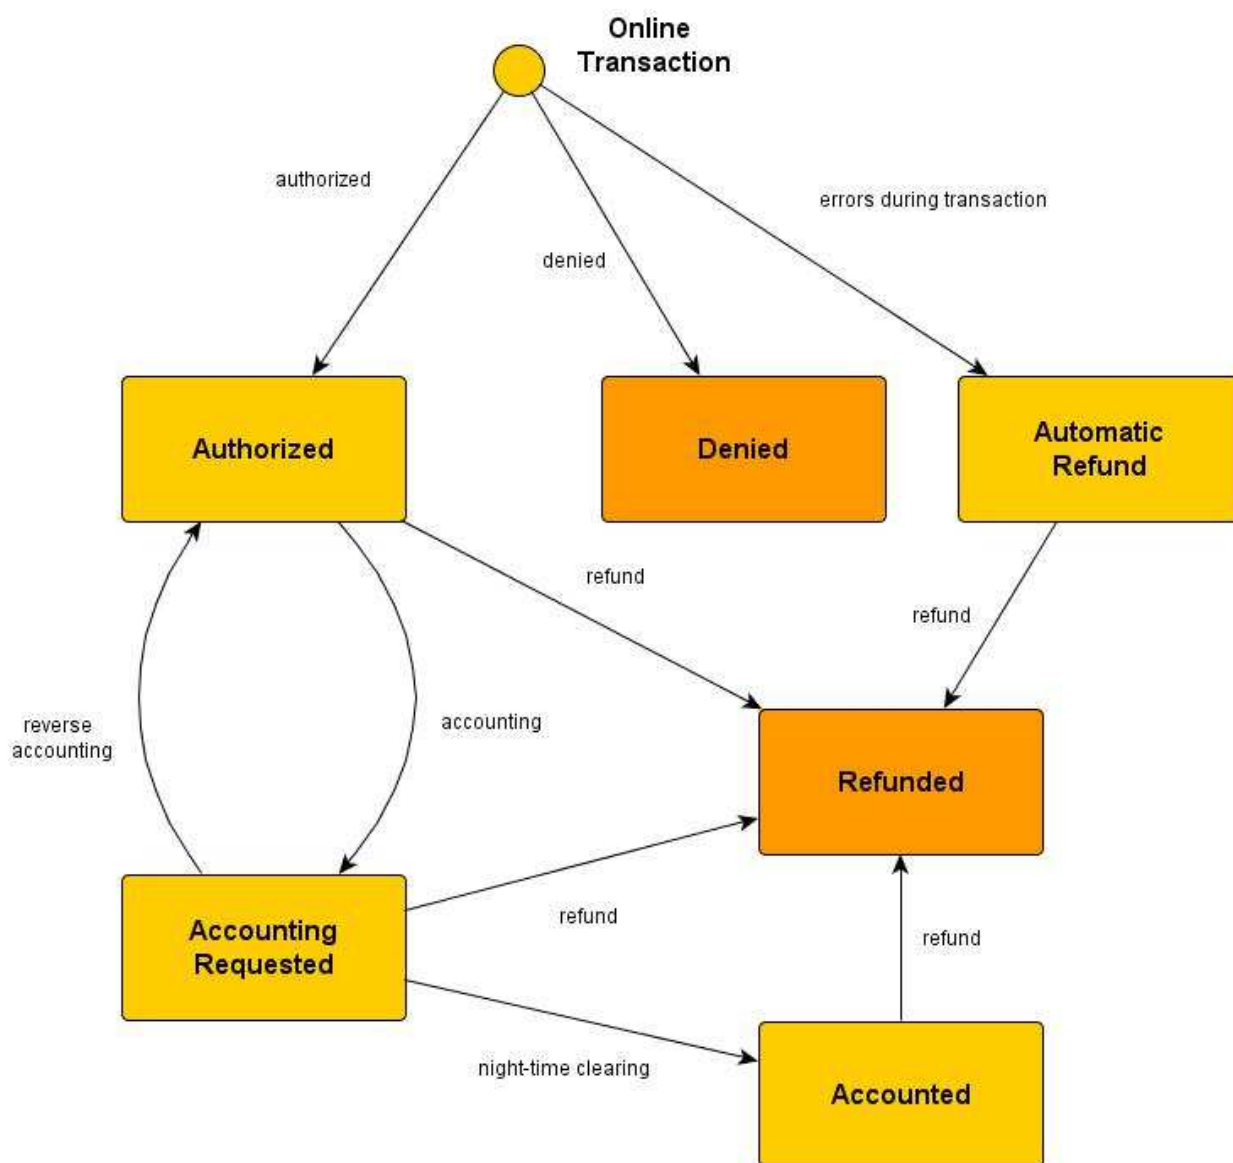 Online
Transaction
authorized
errors during transaction
denied
Authorized
Denied
Automatic
Refund
refund
refund
reverse
accounting
accounting
Refunded
Accounting
Requested
refund
refund
night-time clearing
Accounted